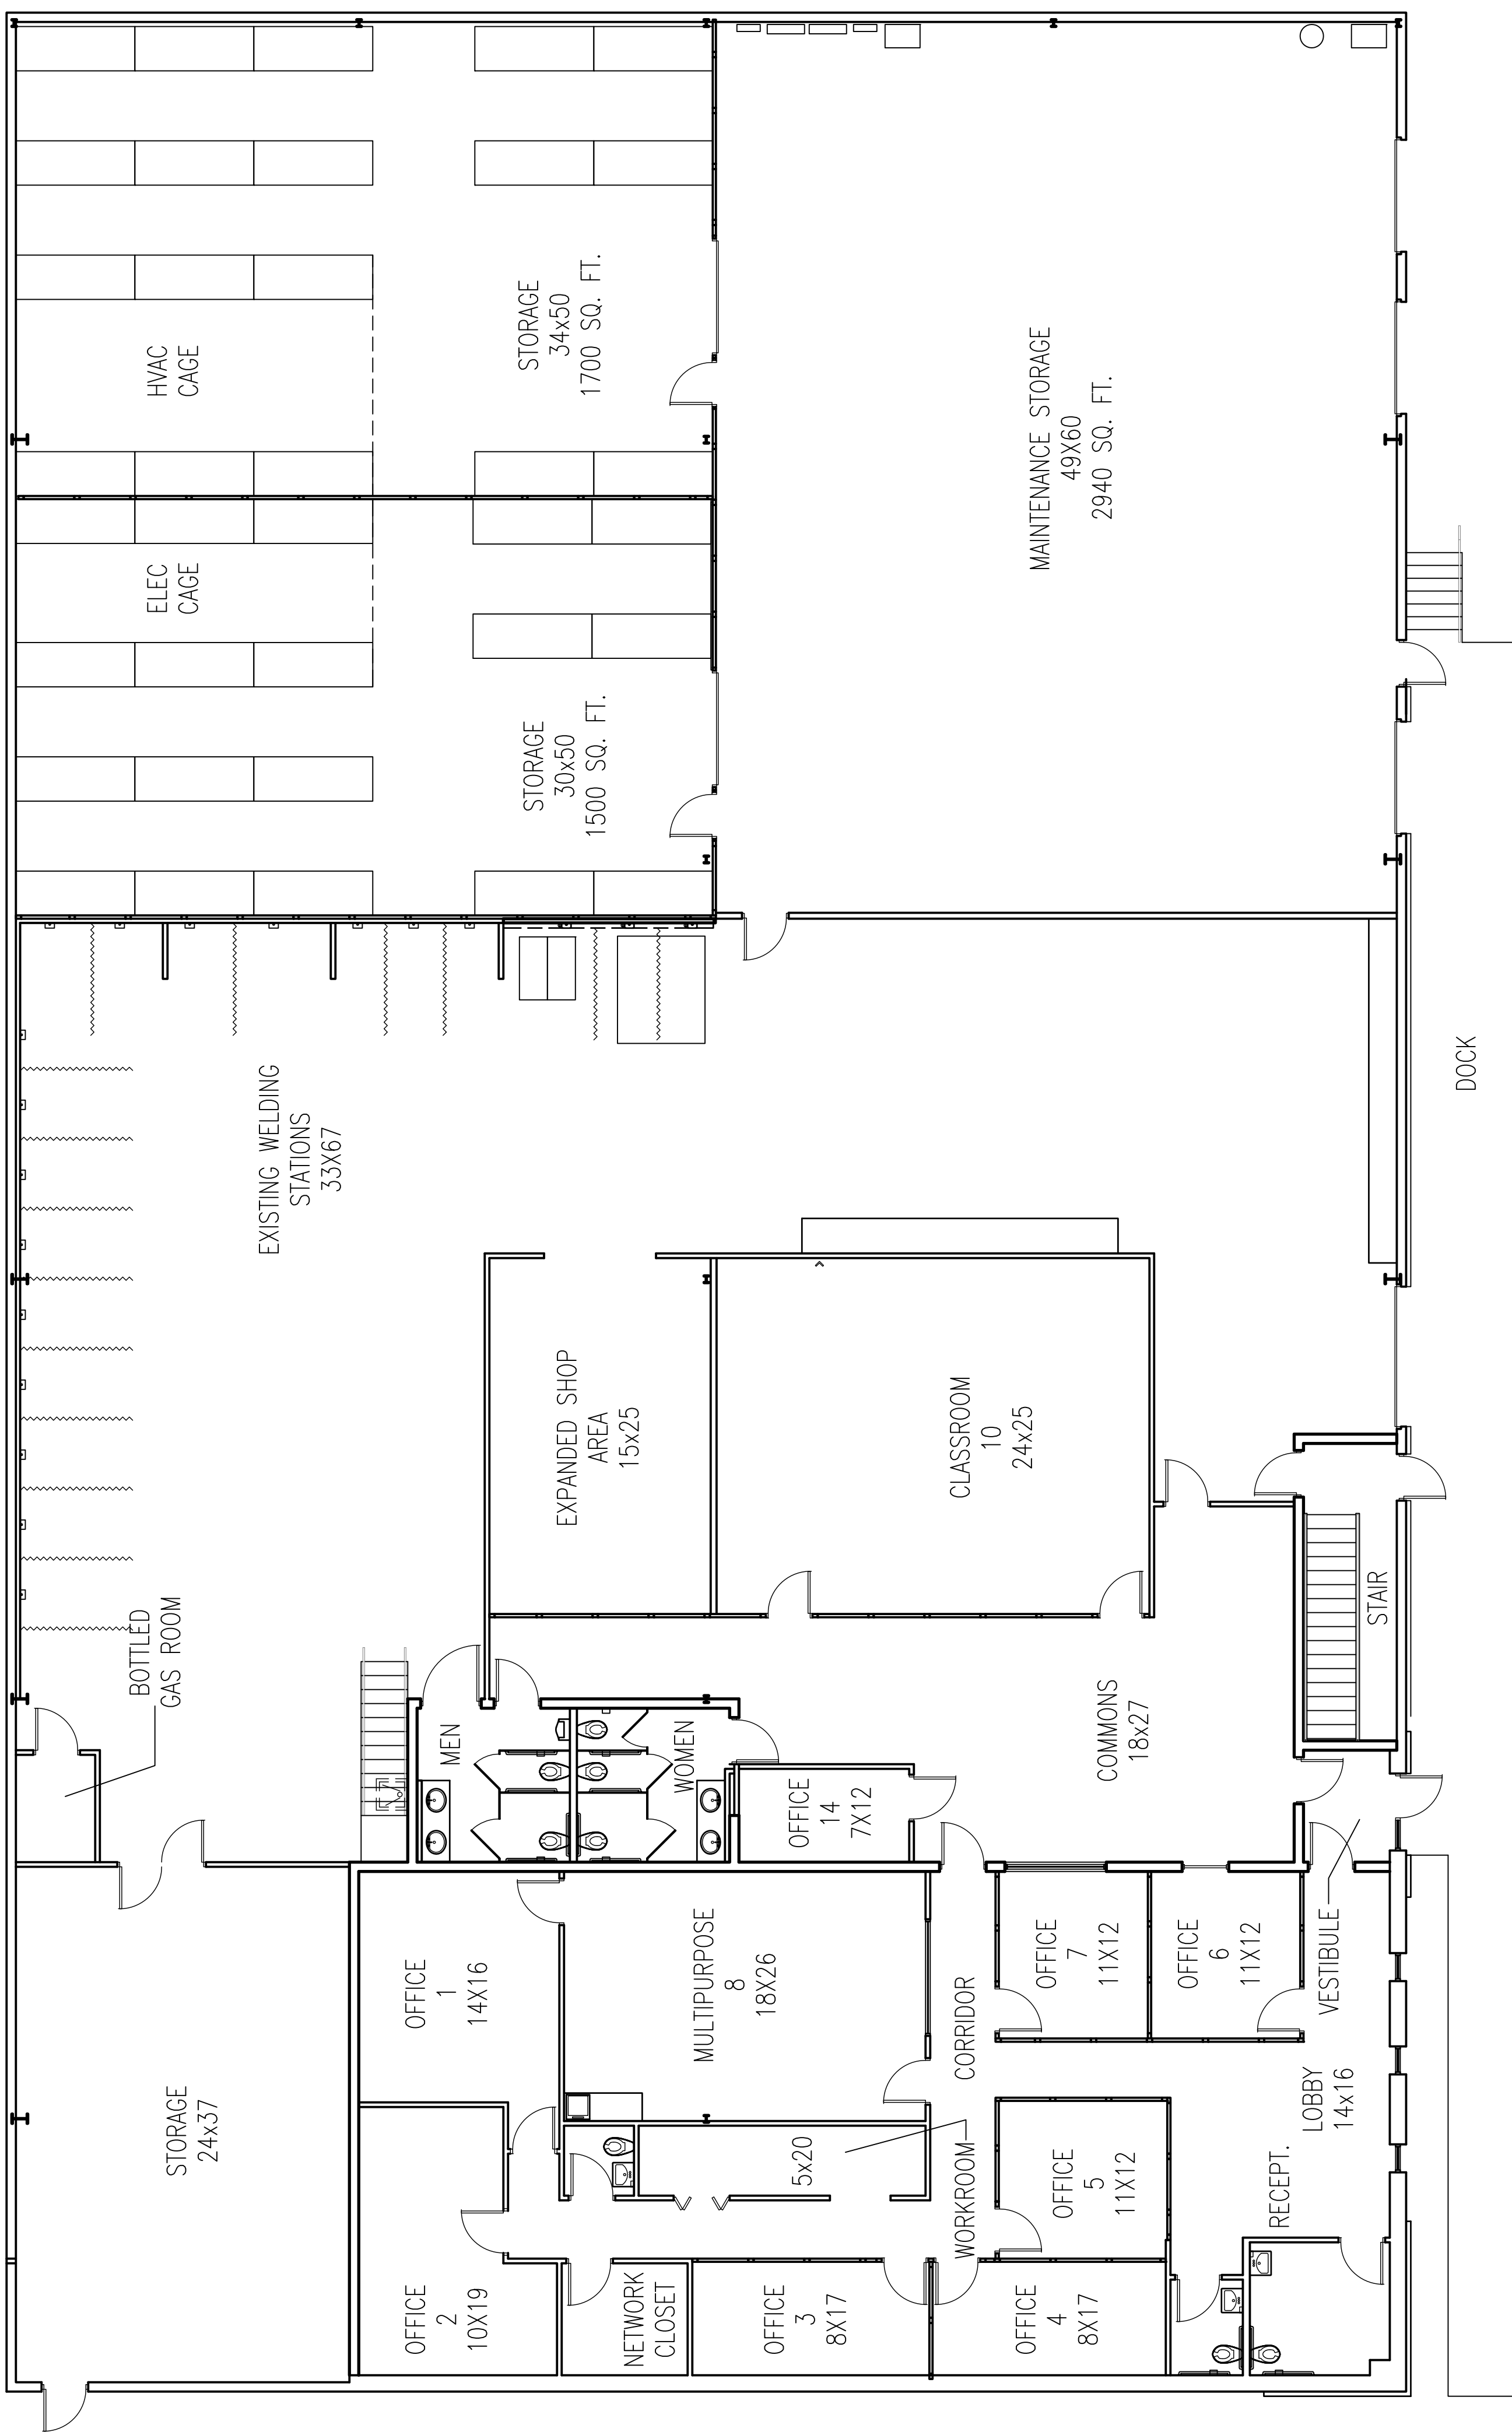 HVAC
CAGE
STORAGE
34x50
1700 SQ. FT.
MAINTENANCE STORAGE
49X60
2940 SQ. FT.
ELEC
CAGE
STORAGE
30x50
1500 SQ. FT.
EXISTING WELDING
STATIONS
33X67
DOCK
EXPANDED SHOP
AREA
15x25
CLASSROOM
10
24x25
BOTTLED
GAS ROOM
STAIR
MEN
WOMEN
COMMONS
18x27
OFFICE
14
7X12
STORAGE
24x37
OFFICE
1
14X16
MULTIPURPOSE
8
18X26
CORRIDOR
OFFICE
7
11X12
OFFICE
6
11X12
VESTIBULE
LOBBY
14x16
5x20
WORKROOM
OFFICE
5
11X12
RECEPT.
OFFICE
2
10X19
NETWORK
CLOSET
OFFICE
3
8X17
OFFICE
4
8X17